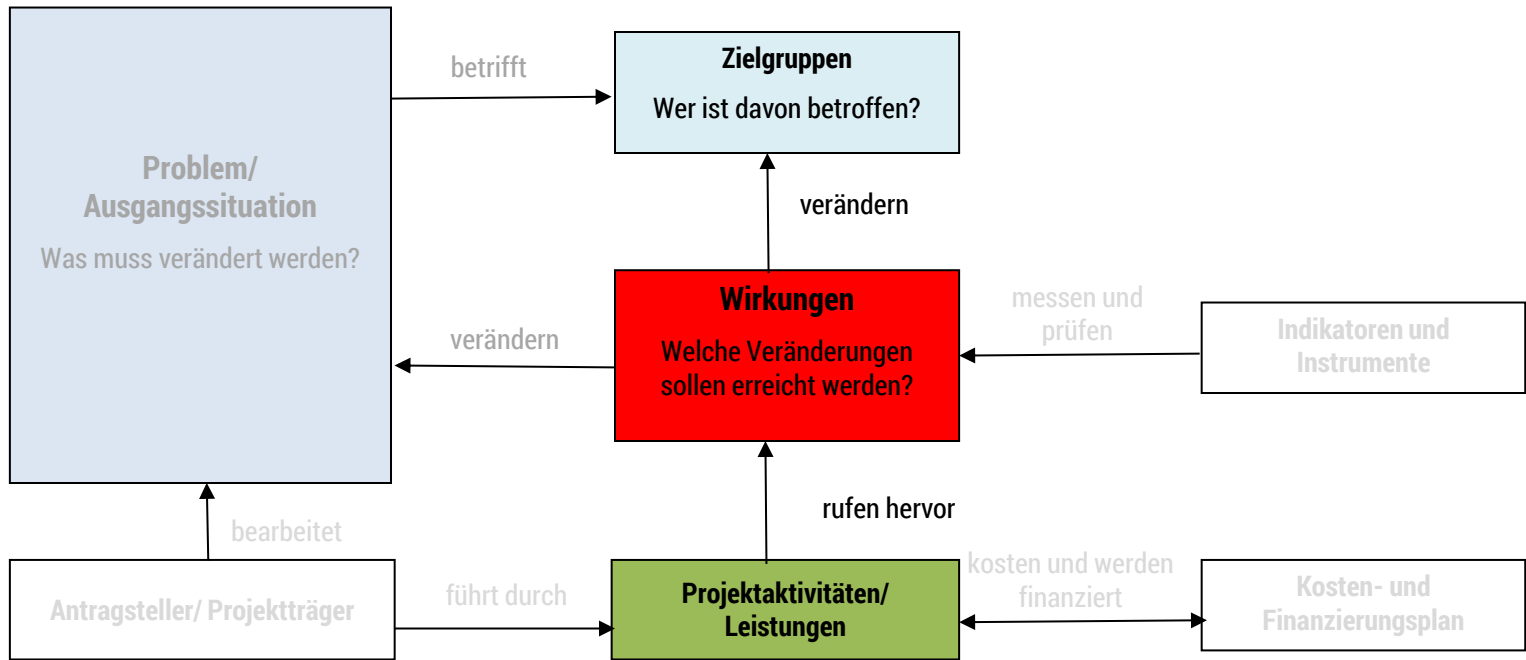 betrifft
Zielgruppen
Wer ist davon betroffen?
Problem/
Ausgangssituation
Was muss verändert werden?
verändern
Wirkungen
Welche Veränderungen
sollen erreicht werden?
verändern
messen und
prüfen
Indikatoren und
Instrumente
rufen hervor
bearbeitet
Antragsteller/ Projektträger
führt durch
Projektaktivitäten/
Leistungen
kosten und werden
finanziert
Kosten- und
Finanzierungsplan